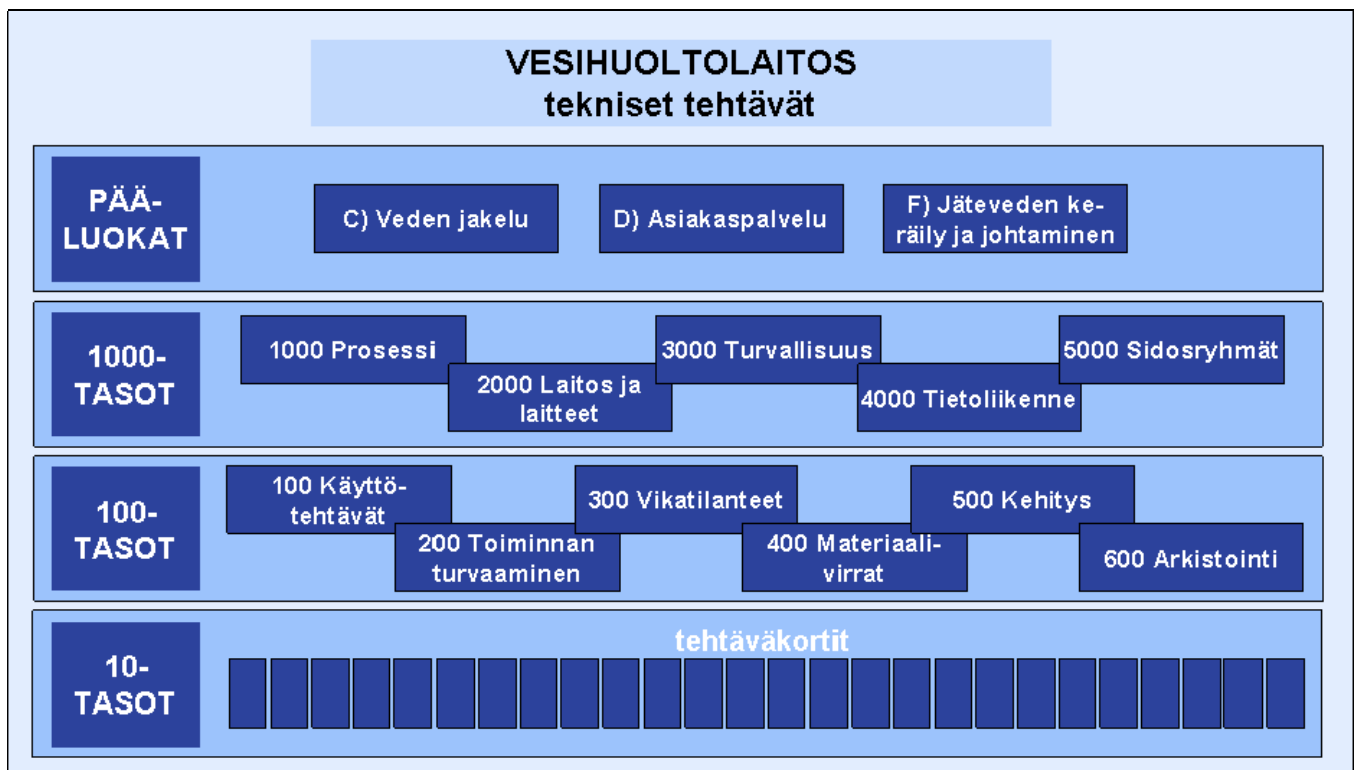 VESIHUOLTOLAITOS
tekniset tehtävät
PÄÄ-
LUOKAT
C) Veden jakelu
D) Asiakaspalvelu
F) Jäteveden ke-
räily ja johtaminen
1000-
TASOT
1000 Prosessi
2000 Laitos ja
laitteet
3000 Turvallisuus
4000 Tietoliikenne
5000 Sidosryhmät
100-
TASOT
100 Käyttö-
tehtävät
200 Toiminnan
turvaaminen
300 Vikatilanteet
400 Materiaali-
virrat
500 Kehitys
600 Arkistointi
10-
TASOT
tehtäväkortit